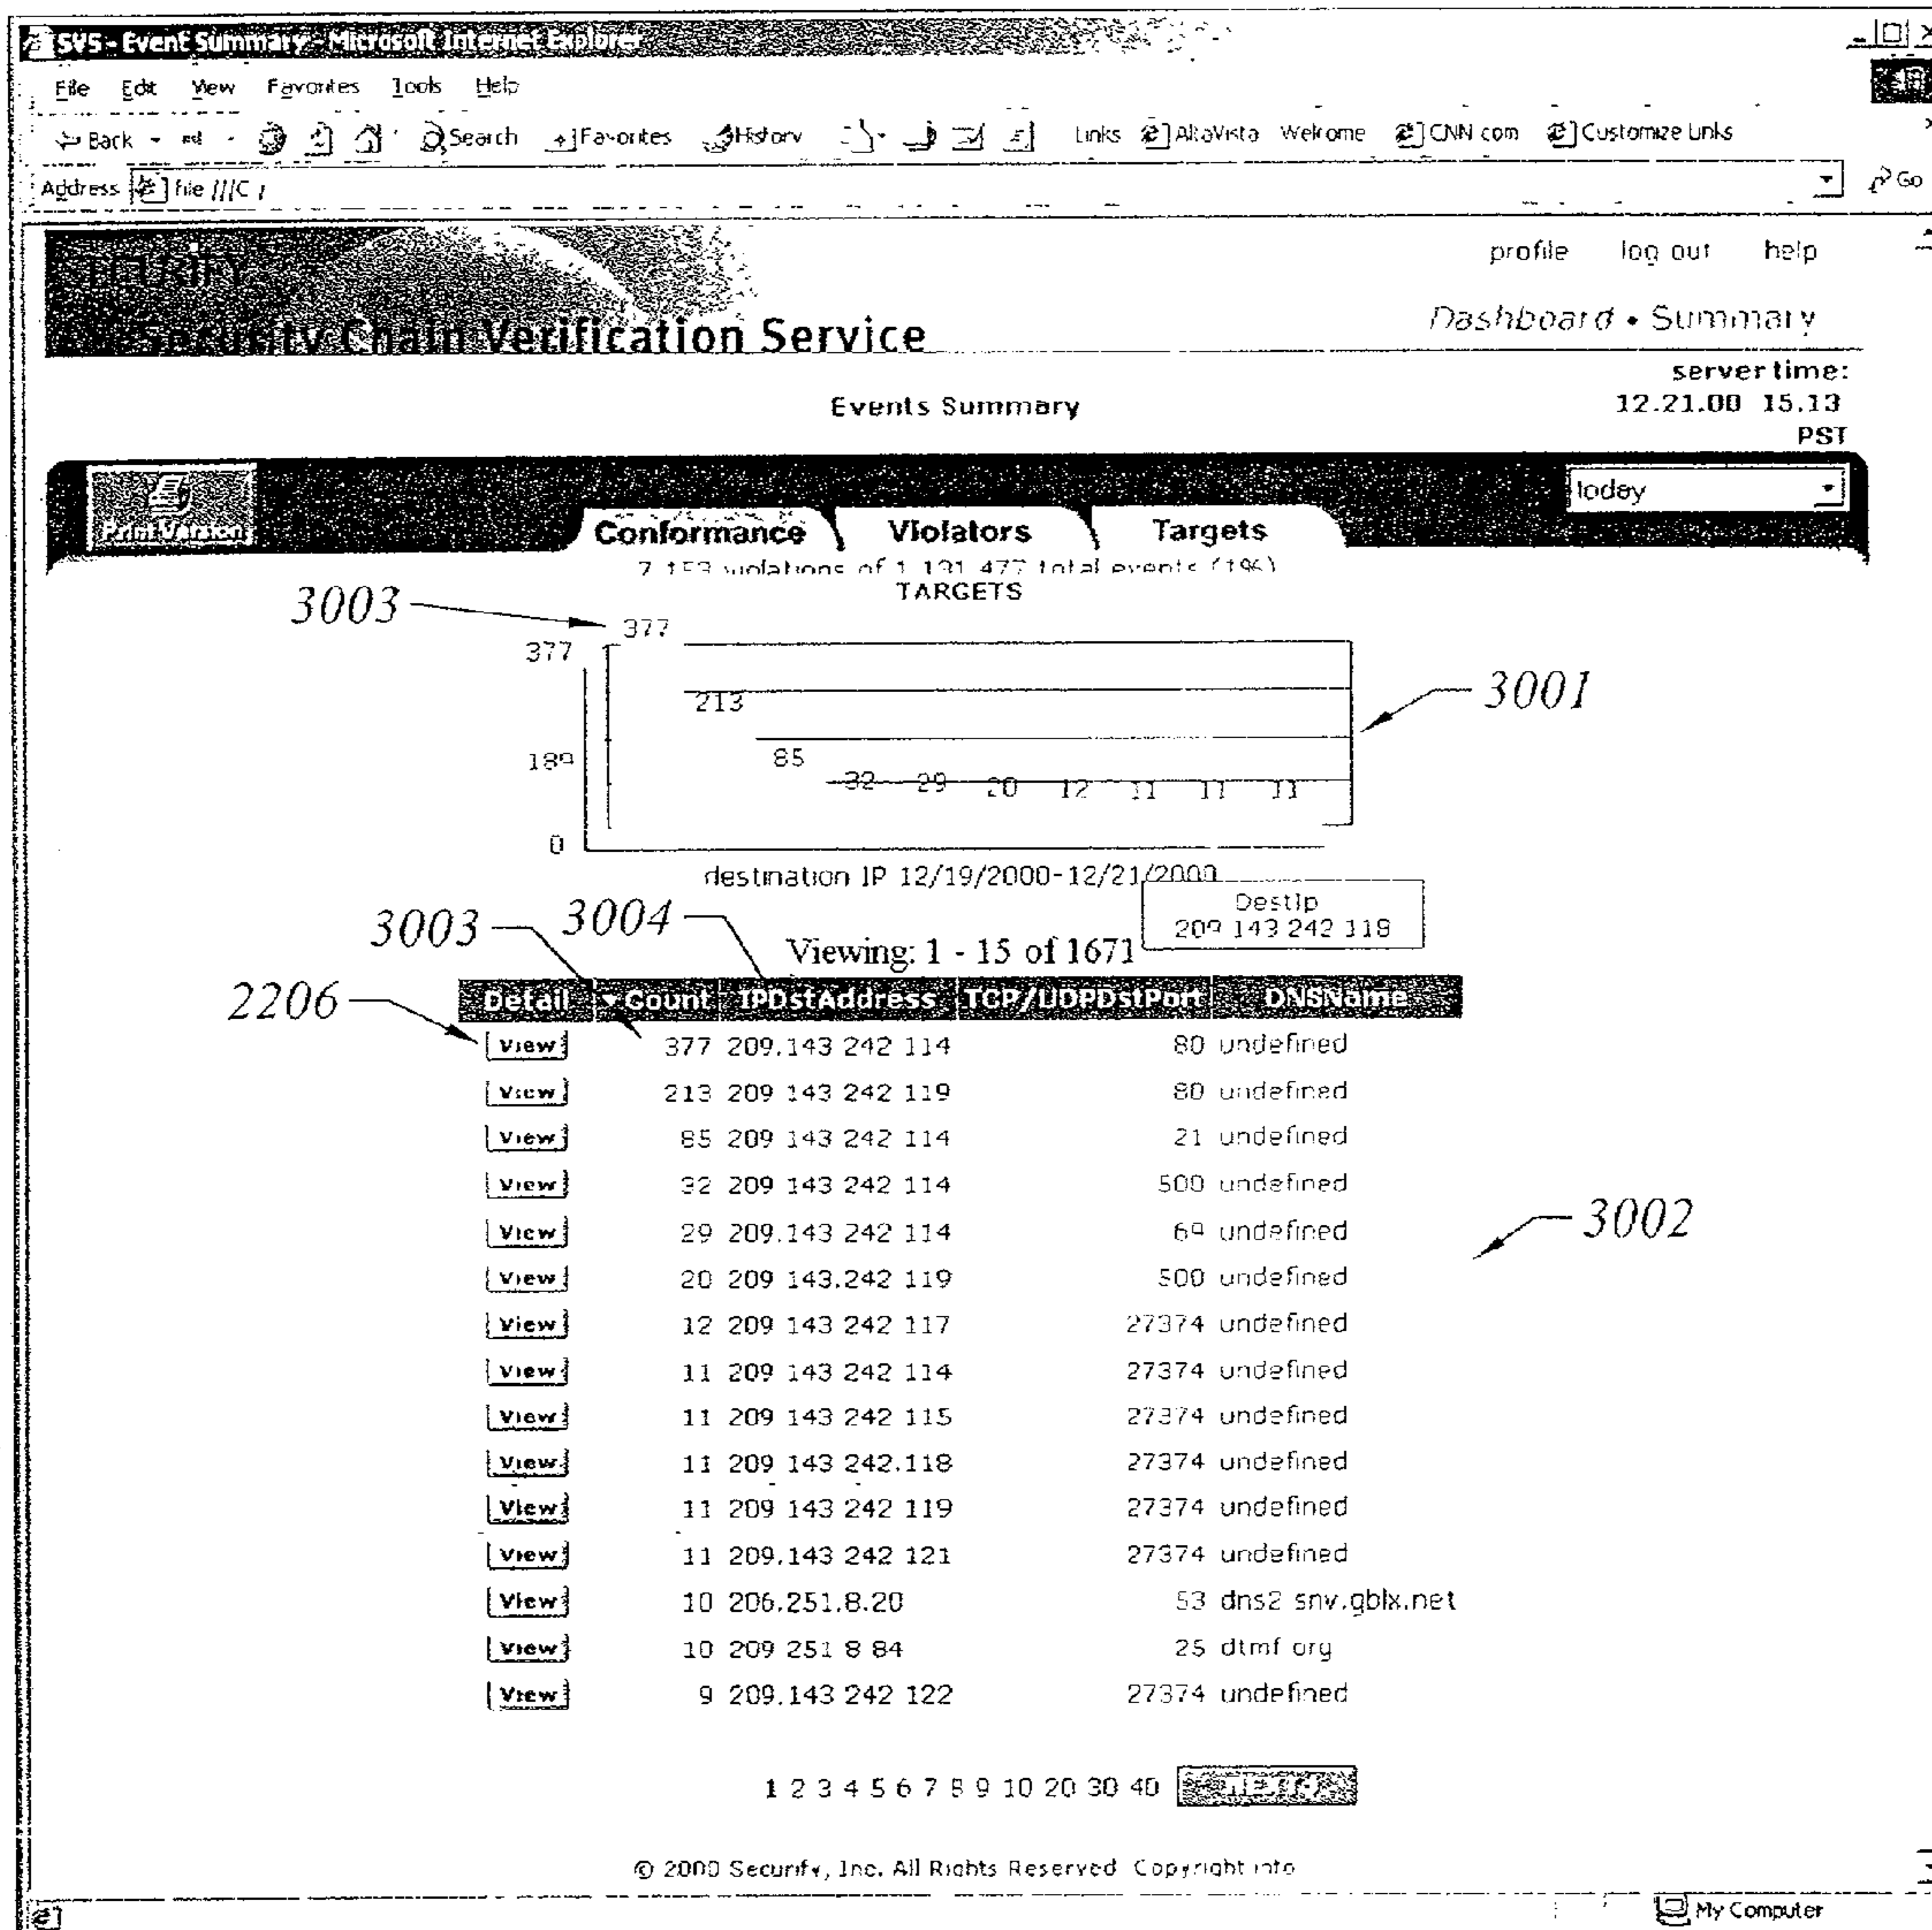 SVS - Event Summary - Microsoft Internet Explorer
File Edit View Favorites Tools Help
Back Search Favorites History Links AltaVista Welcome CNN com Customize Links
Address file ///C Go
SECURIFY
profile log out help
Security Chain Verification Service
Dashboard • Summary
server time:
Events Summary
12.21.00 15.13
PST
Print Version
Today
Conformance Violators Targets
violations of 1 191 477 total events (1%)
TARGETS
3003
377
377
3001
213
189
85
32 29 20 12 11 11 11
0
destination IP 12/19/2000-12/21/2000
DestIp
209 143 242 118
3003 3004
Viewing: 1 - 15 of 1671
2206
Detail ▼Count IPDstAddress TCP/UDPDstPort DNSName
View 377 209.143 242 114 80 undefined
View 213 209 143 242 119 80 undefined
View 85 209 143 242 114 21 undefined
View 32 209 143 242 114 500 undefined
View 29 209.143 242 114 69 undefined
3002
View 20 209 143.242 119 500 undefined
View 12 209 143 242 117 27374 undefined
View 11 209 143 242 114 27374 undefined
View 11 209 143 242 115 27374 undefined
View 11 209 143 242.118 27374 undefined
View 11 209 143 242 119 27374 undefined
View 11 209.143 242 121 27374 undefined
View 10 206.251.8.20 53 dns2 snv.gblx.net
View 10 209 251 8 84 25 dtmf org
View 9 209.143 242 122 27374 undefined
1 2 3 4 5 6 7 8 9 10 20 30 40 NEXT
© 2000 Securify, Inc. All Rights Reserved Copyright info
My Computer